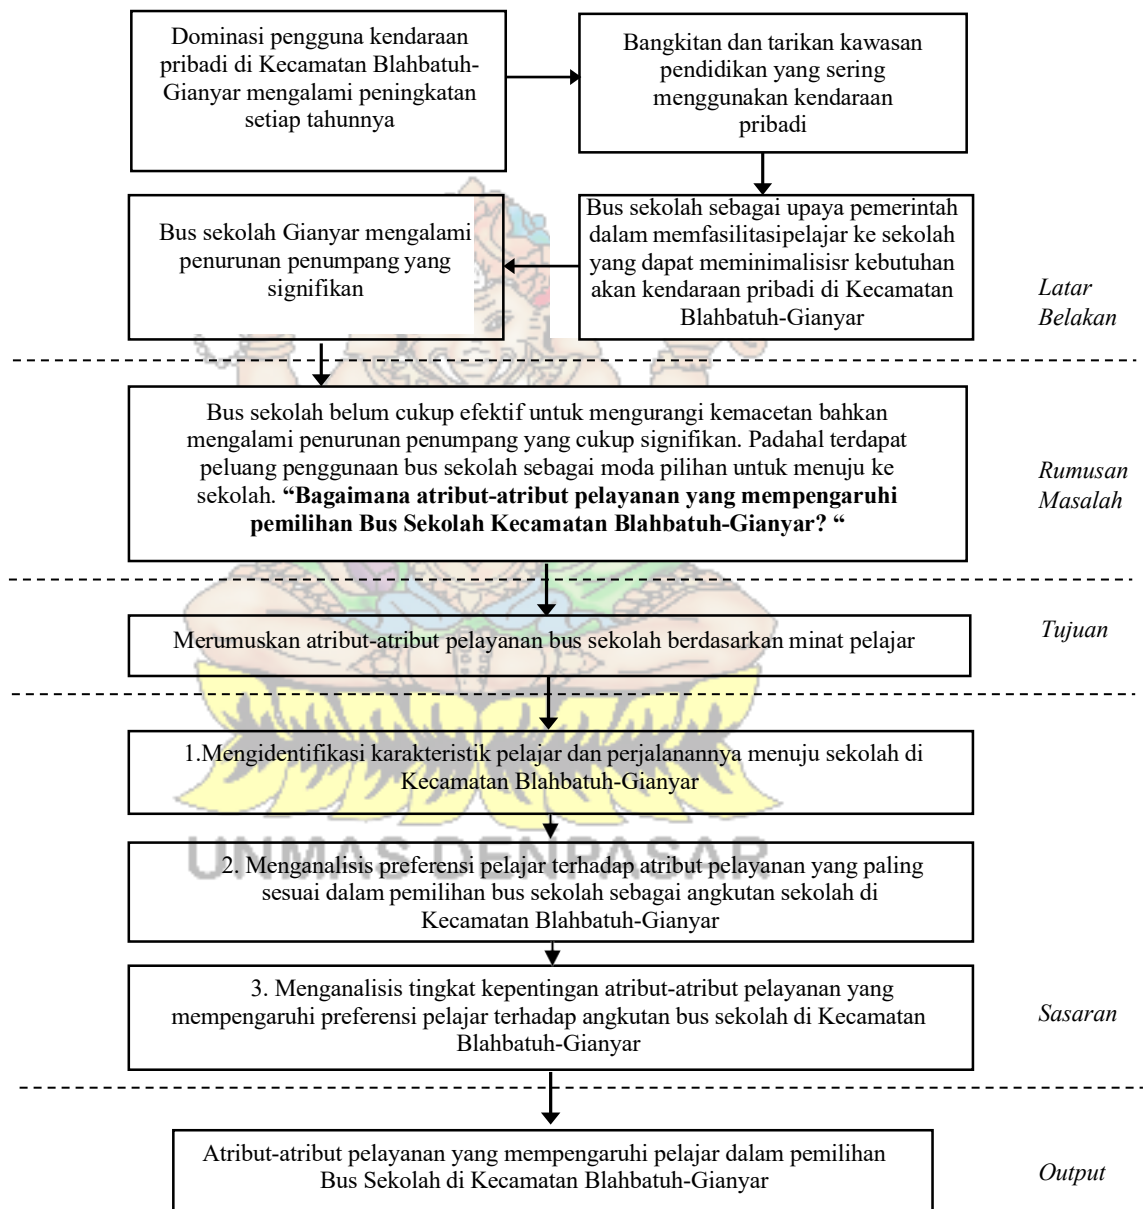 Dominasi pengguna kendaraan
pribadi di Kecamatan Blahbatuh-
Gianyar mengalami peningkatan
setiap tahunnya
Bangkitan dan tarikan kawasan
pendidikan yang sering
menggunakan kendaraan
pribadi
Bus sekolah sebagai upaya pemerintah
dalam memfasilitasipelajar ke sekolah
yang dapat meminimalisisr kebutuhan
akan kendaraan pribadi di Kecamatan
Blahbatuh-Gianyar
Bus sekolah Gianyar mengalami
penurunan penumpang yang
signifikan
Latar
Belakan
Bus sekolah belum cukup efektif untuk mengurangi kemacetan bahkan
mengalami penurunan penumpang yang cukup signifikan. Padahal terdapat
peluang penggunaan bus sekolah sebagai moda pilihan untuk menuju ke
sekolah. “Bagaimana atribut-atribut pelayanan yang mempengaruhi
pemilihan Bus Sekolah Kecamatan Blahbatuh-Gianyar? “
Rumusan
Masalah
Merumuskan atribut-atribut pelayanan bus sekolah berdasarkan minat pelajar
Tujuan
1.Mengidentifikasi karakteristik pelajar dan perjalanannya menuju sekolah di
Kecamatan Blahbatuh-Gianyar
UNMAS DENPASAR
2. Menganalisis preferensi pelajar terhadap atribut pelayanan yang paling
sesuai dalam pemilihan bus sekolah sebagai angkutan sekolah di
Kecamatan Blahbatuh-Gianyar
3. Menganalisis tingkat kepentingan atribut-atribut pelayanan yang
mempengaruhi preferensi pelajar terhadap angkutan bus sekolah di Kecamatan
Blahbatuh-Gianyar
Sasaran
Atribut-atribut pelayanan yang mempengaruhi pelajar dalam pemilihan
Bus Sekolah di Kecamatan Blahbatuh-Gianyar
Output